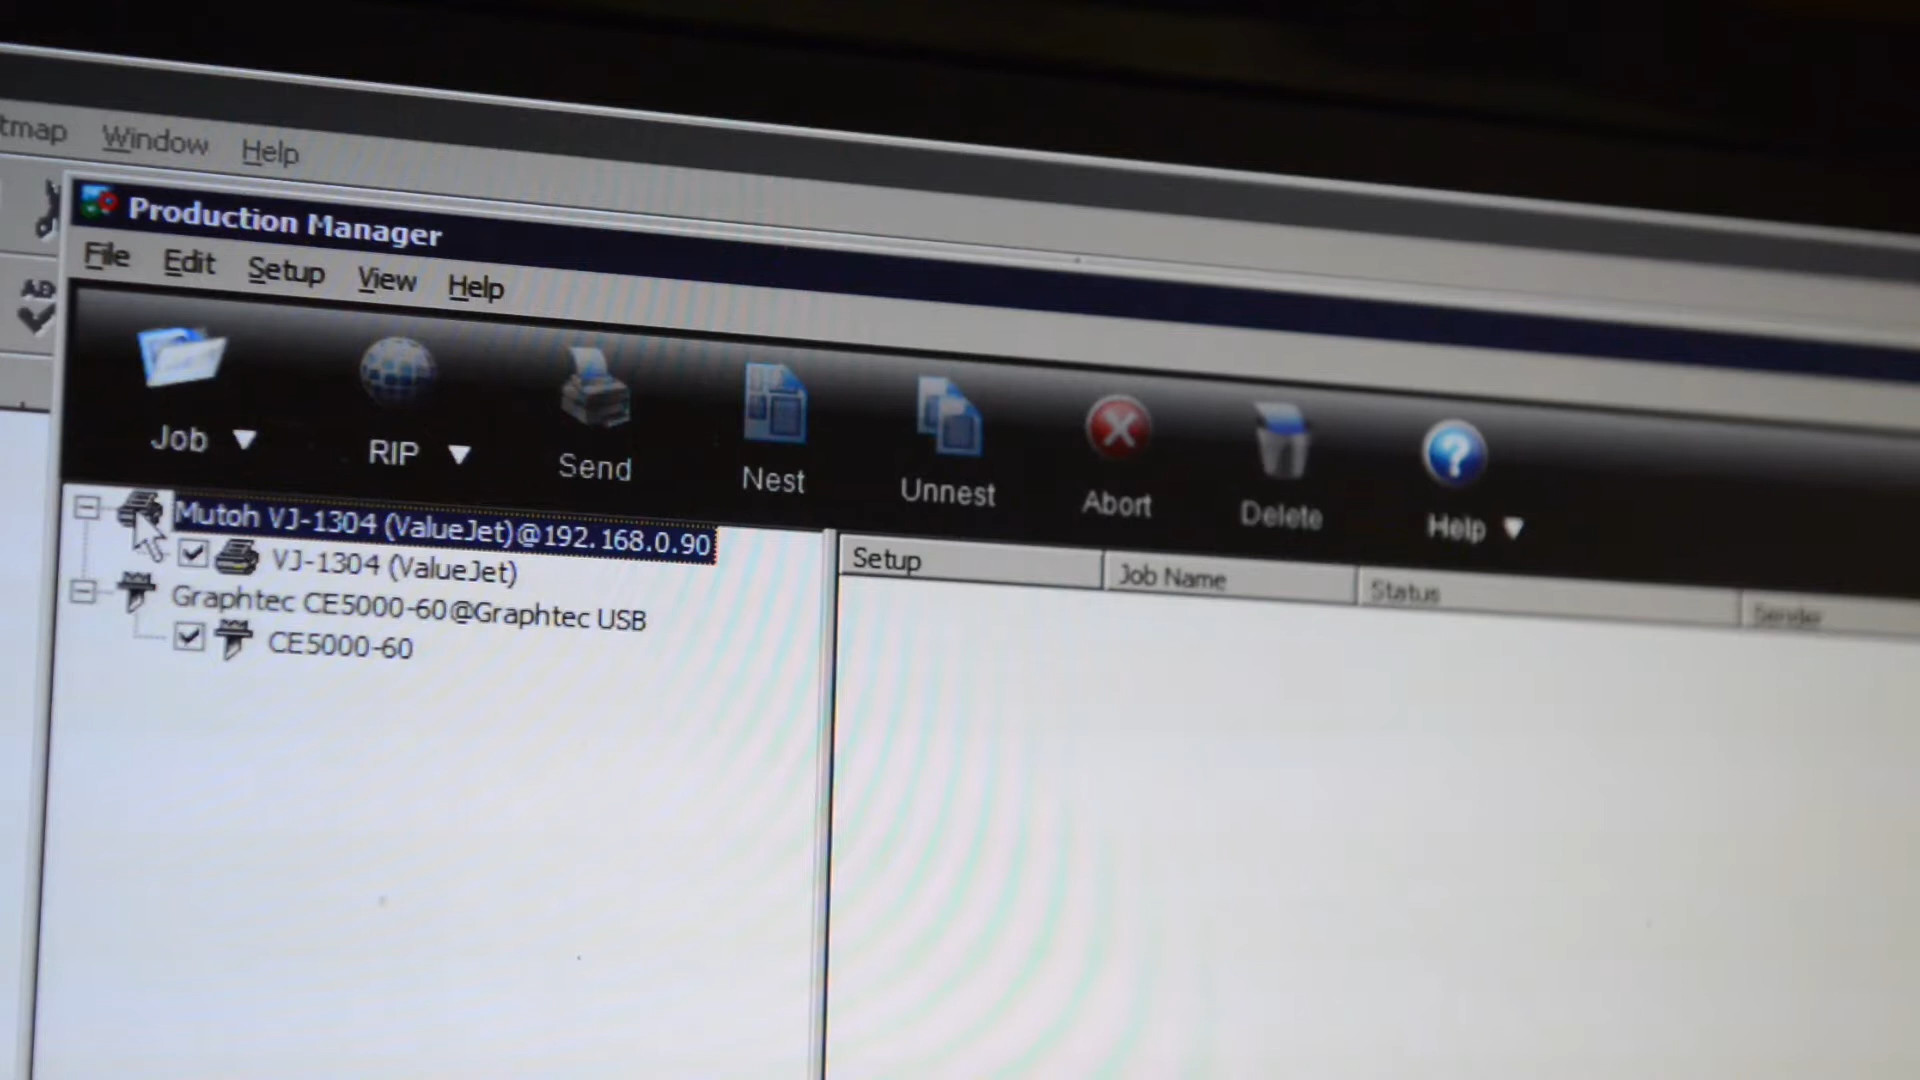 tmap Window Help
Production Manager
File Edit Setup View Help
AB
Job RIP Send Nest Unnest Abort Delete Help
Mutoh VJ-1304 (ValueJet)@192.168.0.90
VJ-1304 (ValueJet)
Graphtec CE5000-60@Graphtec USB
CE5000-60
Setup Job Name Status Sender